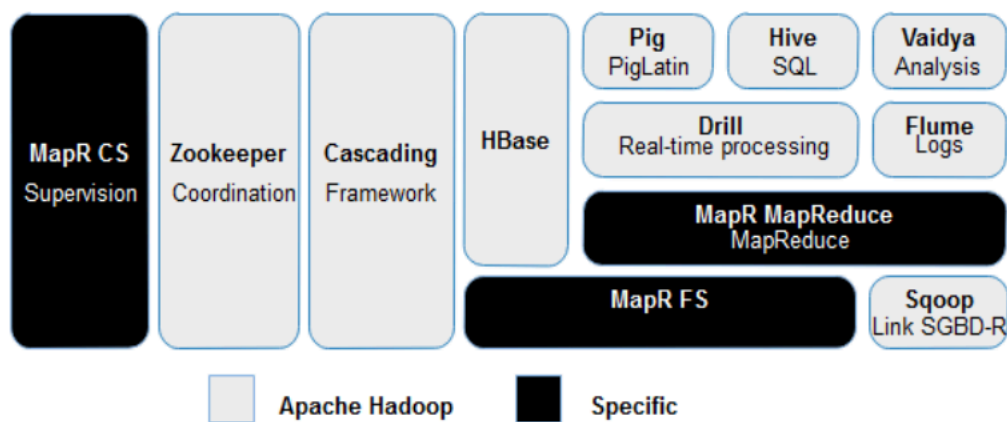 MapR CS
Supervision
Zookeeper
Coordination
Cascading
Framework
HBase
Pig
PigLatin
Hive
SQL
Vaidya
Analysis
Drill
Real-time processing
Flume
Logs
MapR MapReduce
MapReduce
MapR FS
Sqoop
Link SGBD-R
Apache Hadoop
Specific